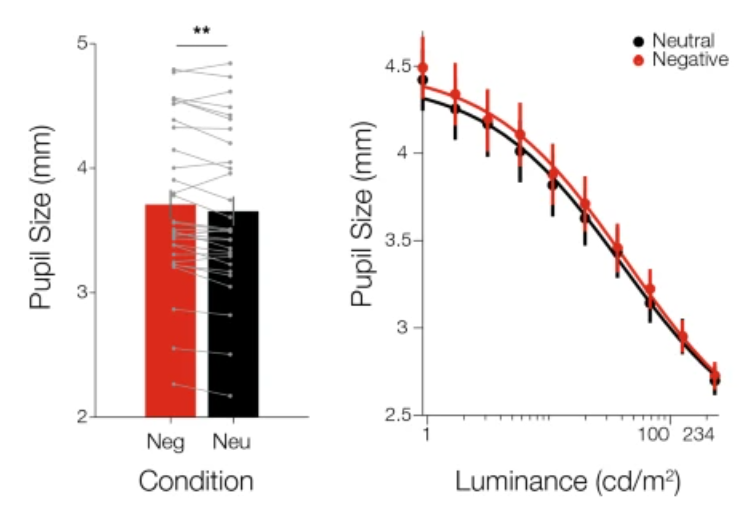 **
5
4
3
2
Pupil Size (mm)
Neg Neu
Condition
Neutral
Negative
4.5
4
3.5
3
2.5
Pupil Size (mm)
1 100 234
Luminance (cd/m²)